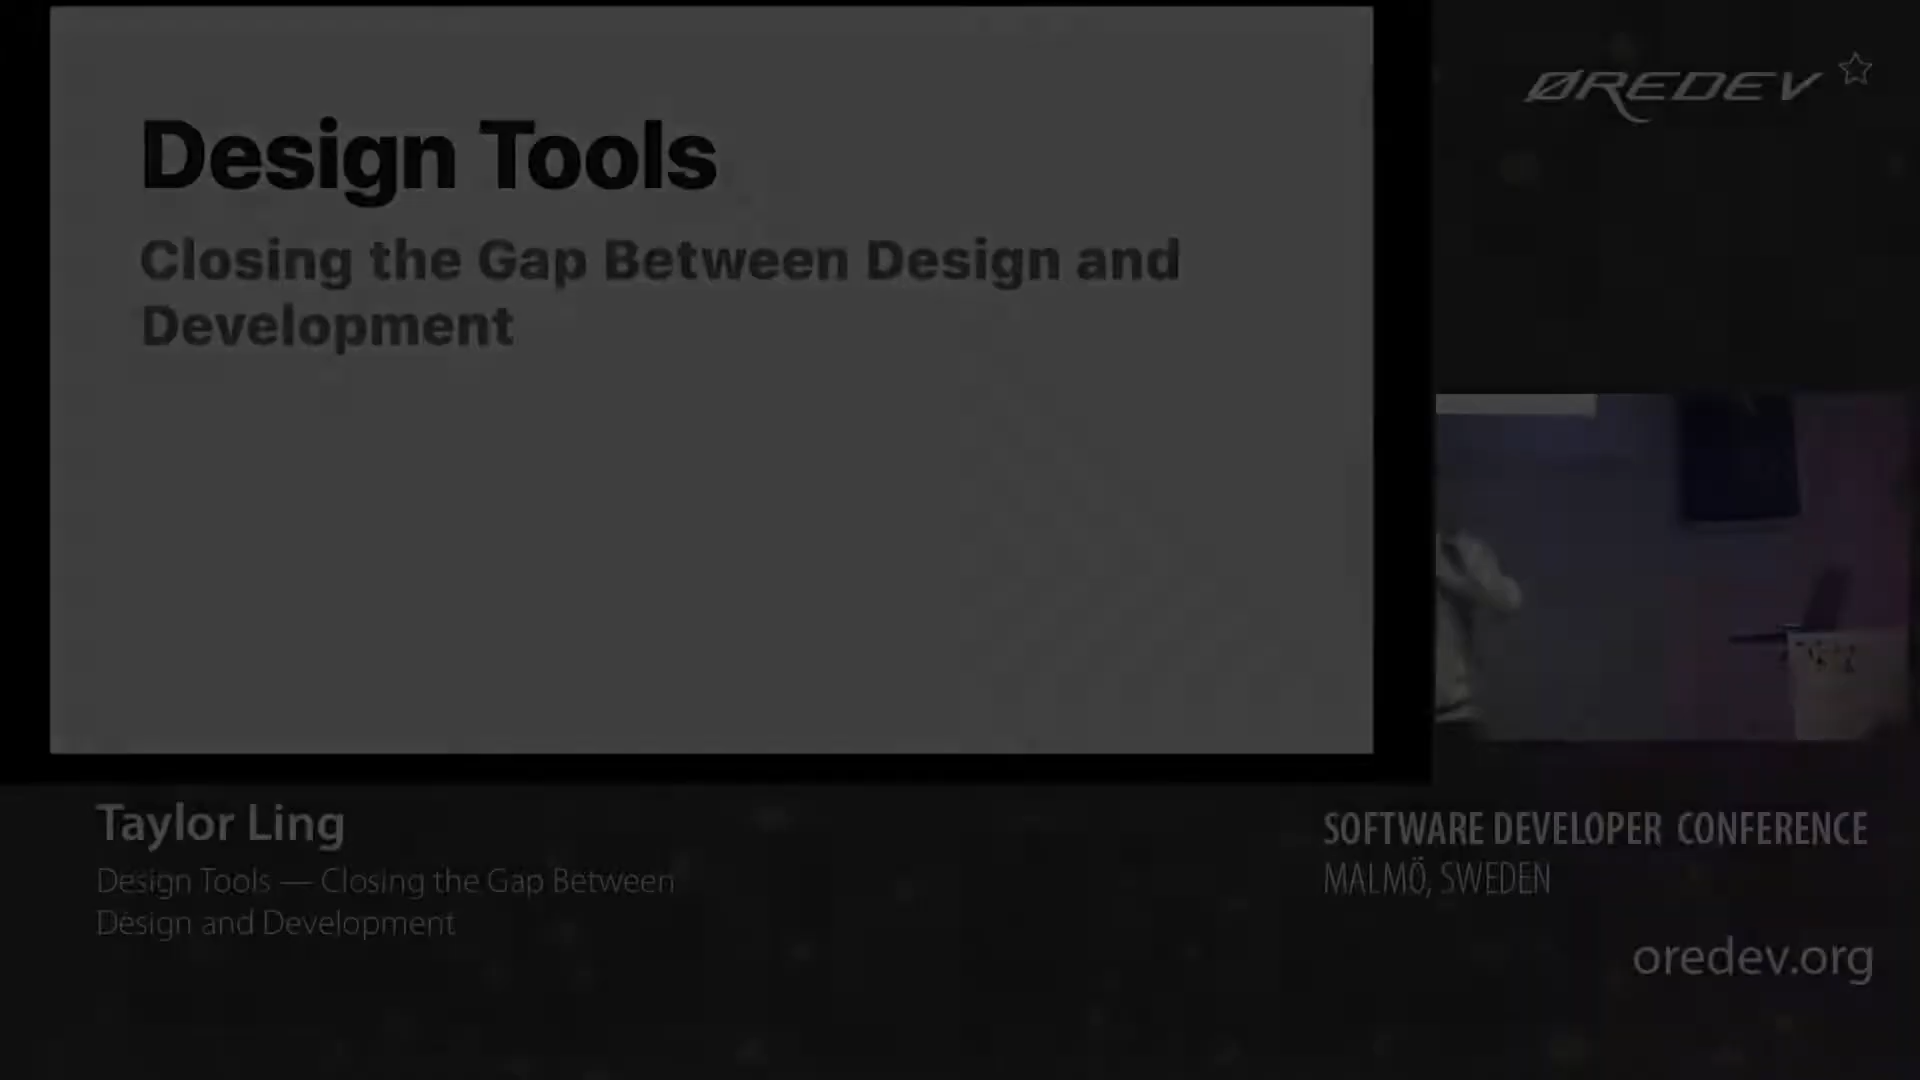 Design Tools
Closing the Gap Between Design and
Development
ØREDEV
Taylor Ling
Design Tools — Closing the Gap Between
Design and Development
SOFTWARE DEVELOPER CONFERENCE
MALMÖ, SWEDEN
oredev.org